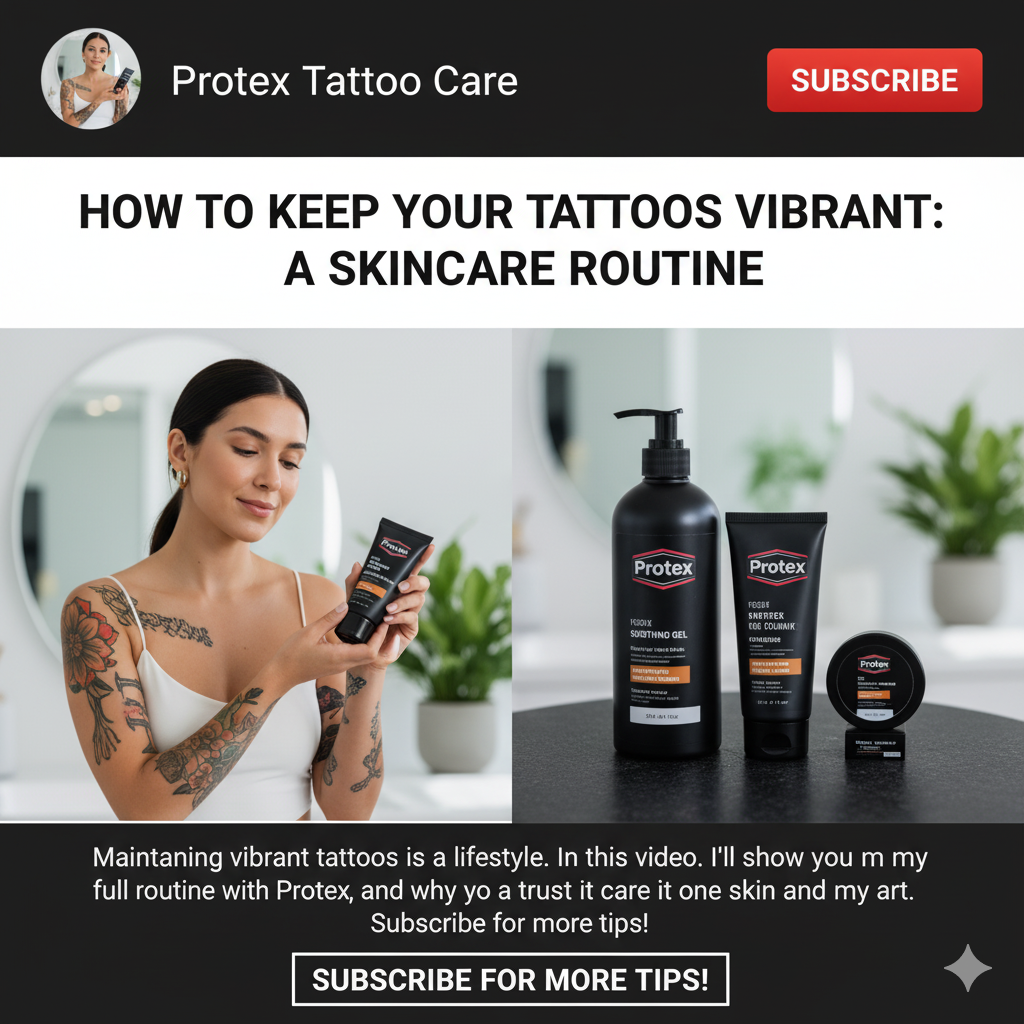 Protex Tattoo Care
SUBSCRIBE
HOW TO KEEP YOUR TATTOOS VIBRANT:
A SKINCARE ROUTINE
Protex
GEL
Protex
Protex
Maintaning vibrant tattoos is a lifestyle. In this video. I'll show you m my
full routine with Protex, and why yo a trust it care it one skin and my art.
Subscribe for more tips!
SUBSCRIBE FOR MORE TIPS!